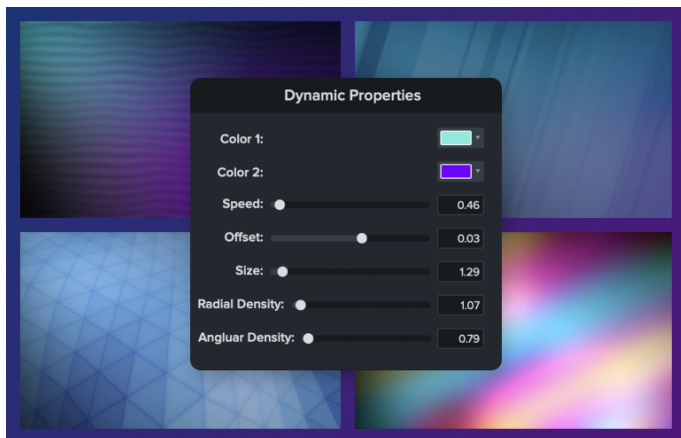 Dynamic Properties
Color 1:
Color 2:
Speed: 0.46
Offset: 0.03
Size: 1.29
Radial Density: 1.07
Angluar Density: 0.79